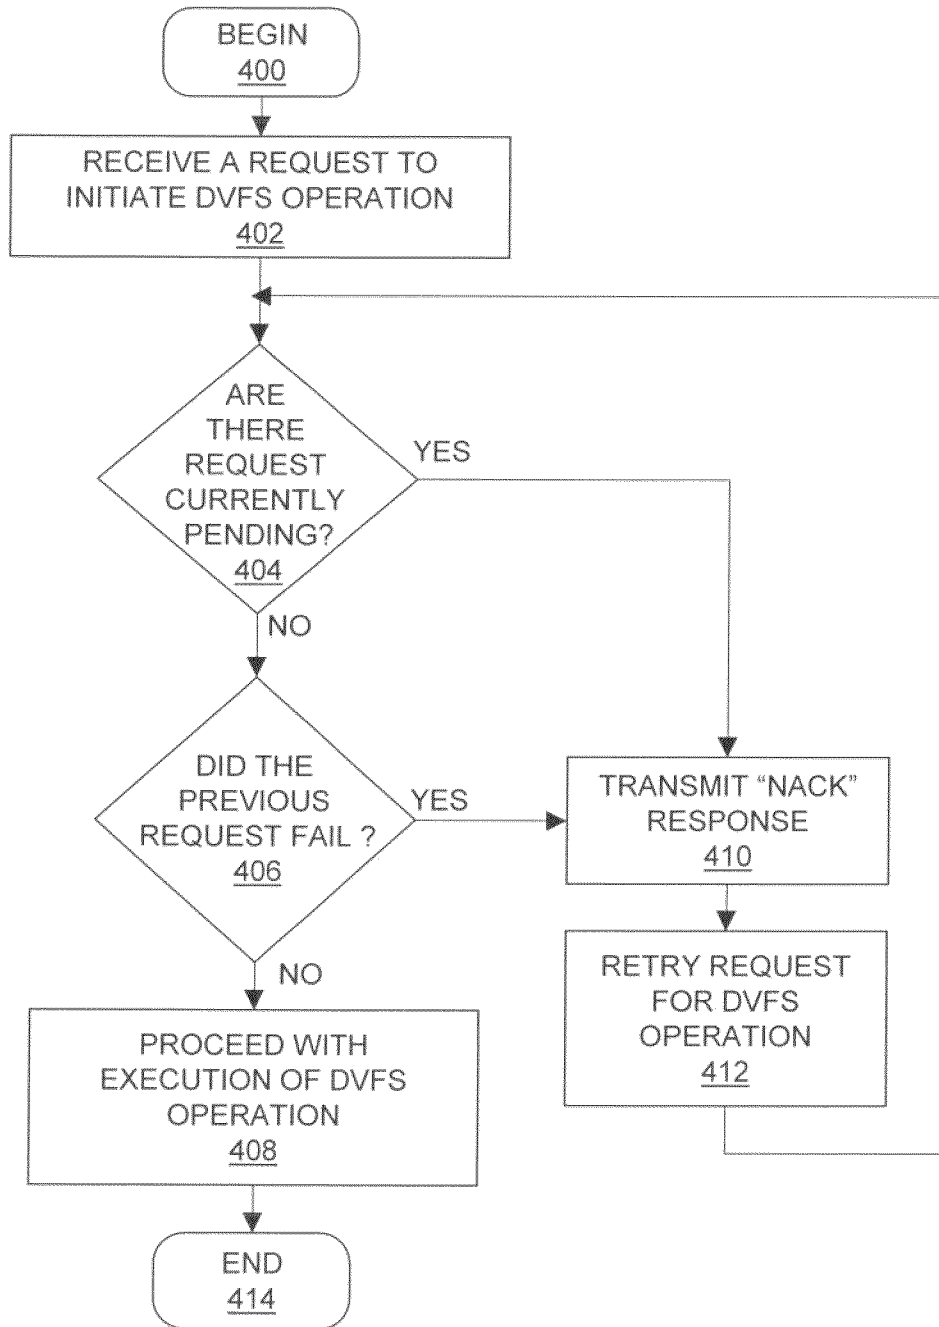 BEGIN
400
RECEIVE A REQUEST TO
INITIATE DVFS OPERATION
402
ARE
THERE
REQUEST
CURRENTLY
PENDING?
404
YES
NO
DID THE
PREVIOUS
REQUEST FAIL ?
406
YES
NO
TRANSMIT “NACK”
RESPONSE
410
RETRY REQUEST
FOR DVFS
OPERATION
412
PROCEED WITH
EXECUTION OF DVFS
OPERATION
408
END
414